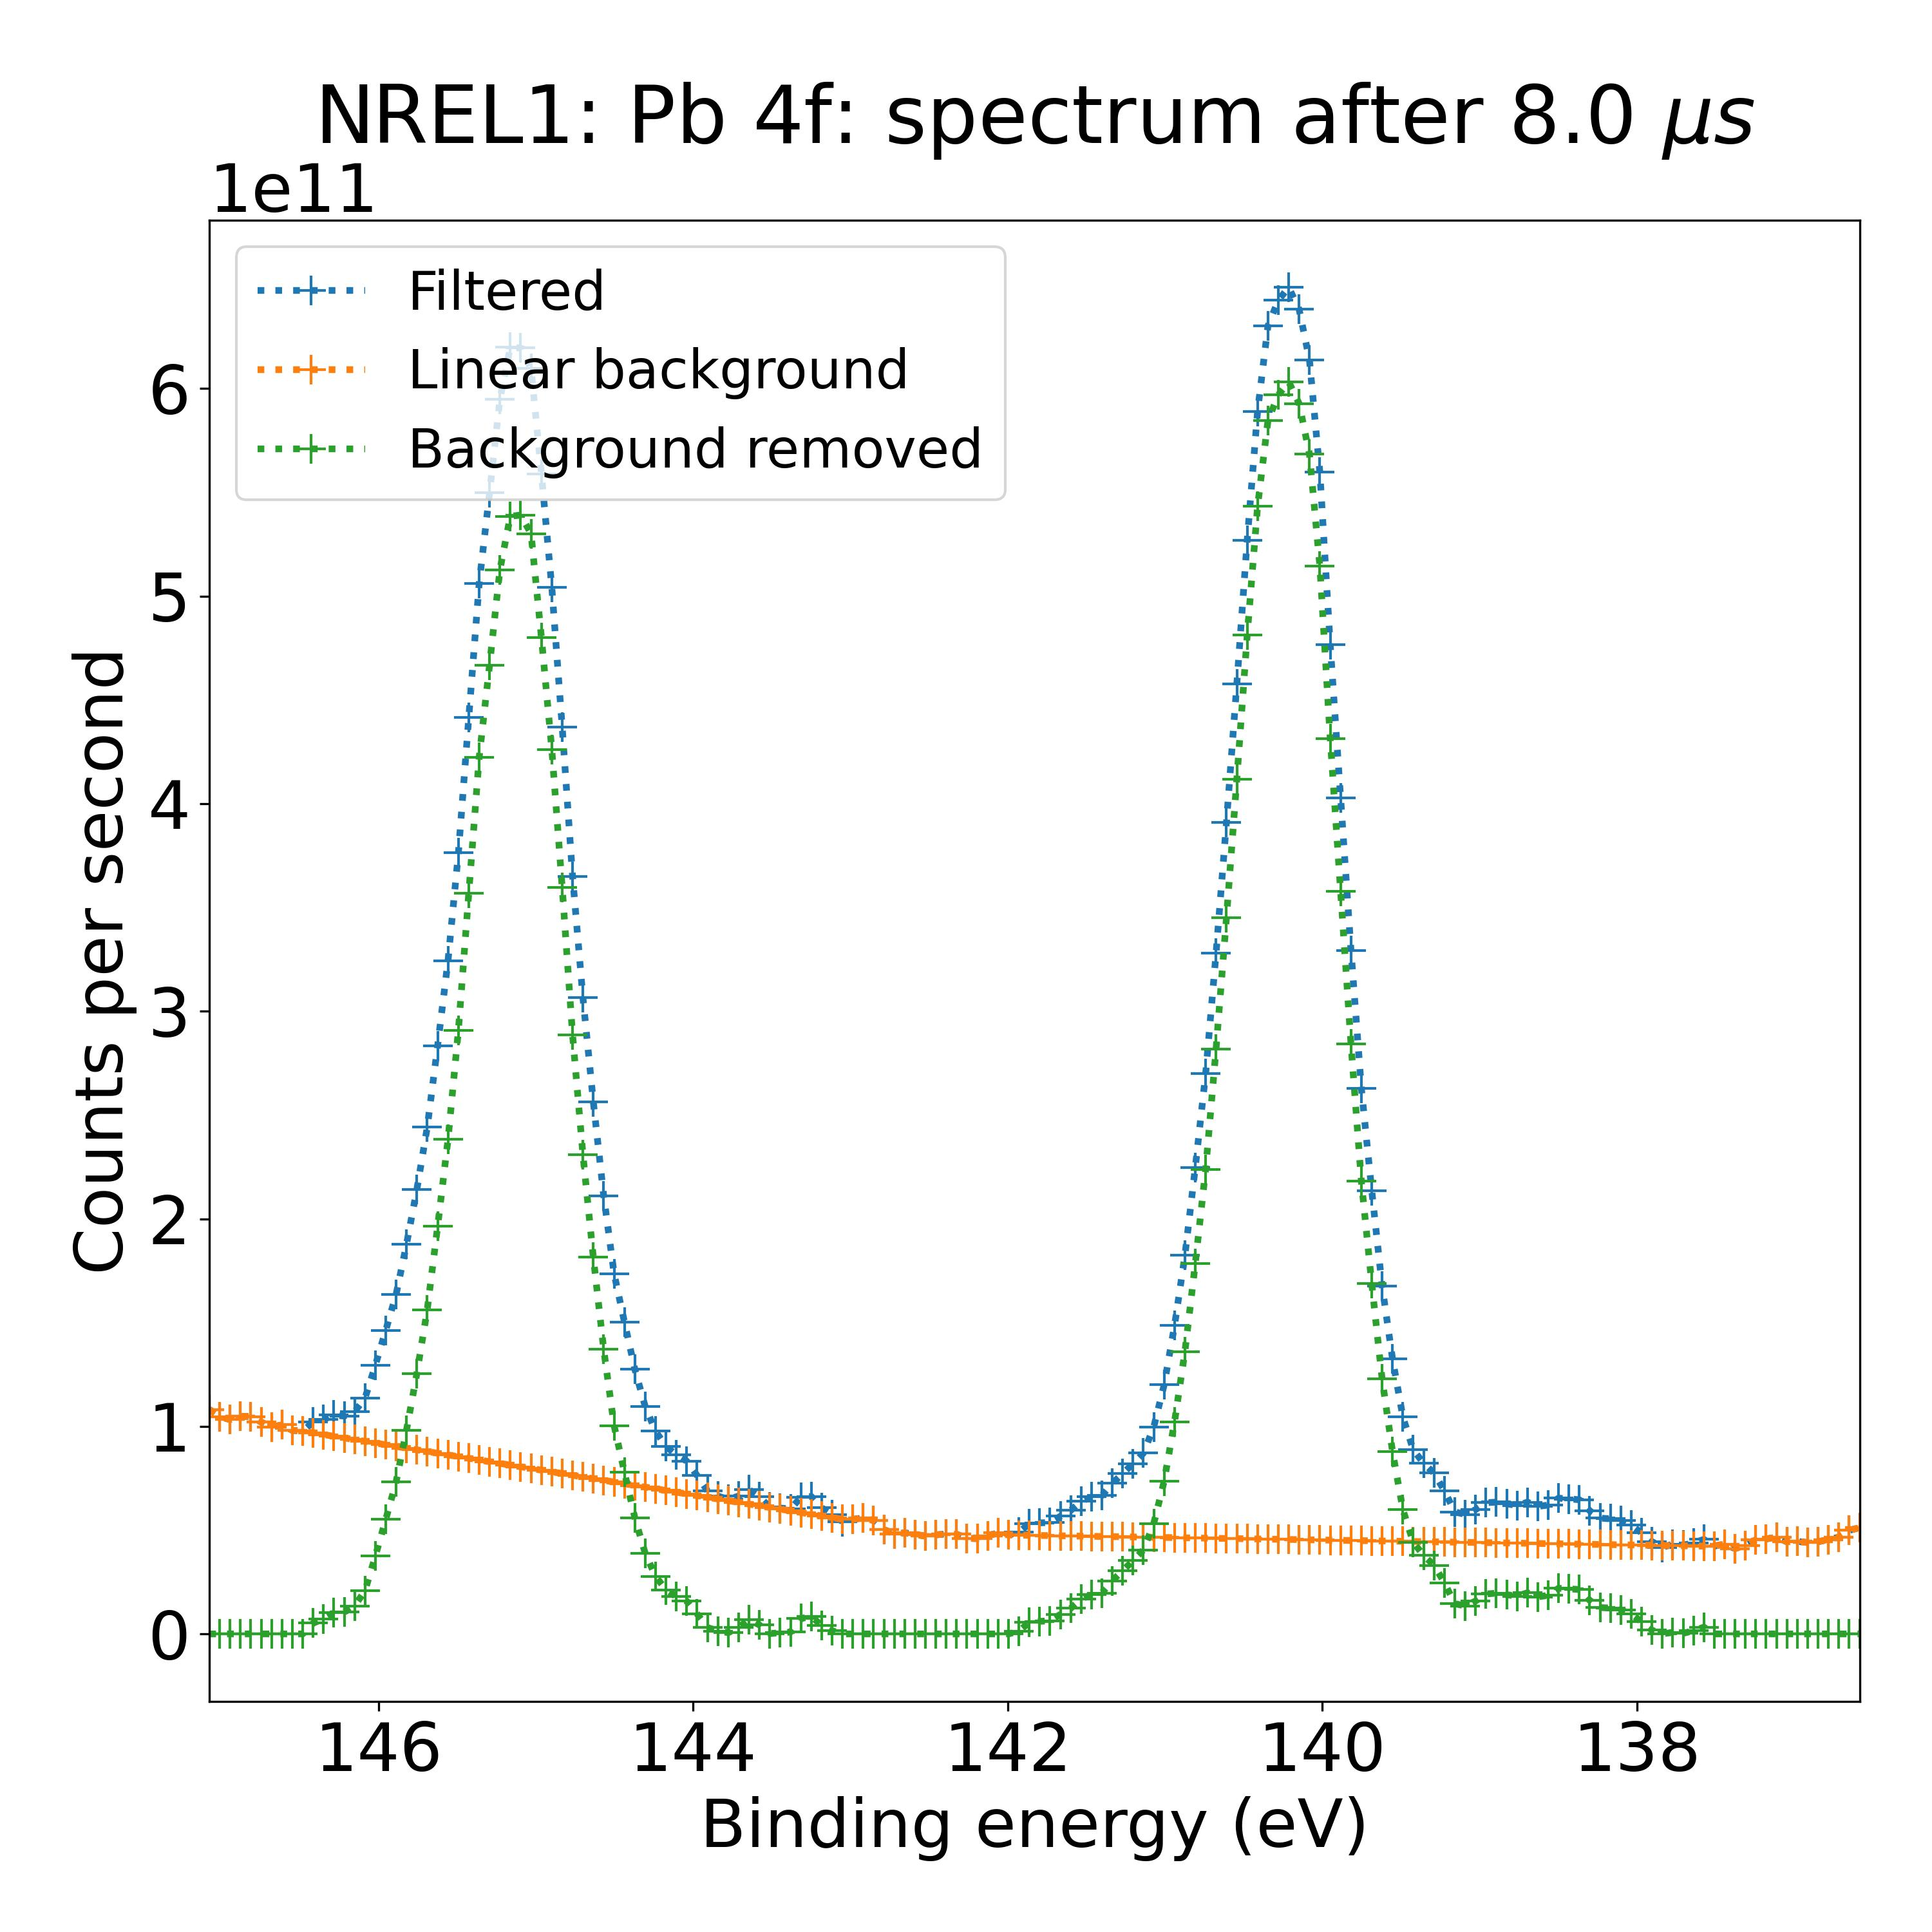 NREL1: Pb 4f: spectrum after 8.0 μs
1e11
Filtered
Linear background
Background removed
6
5
4
3
2
1
0
Counts per second
146 144 142 140 138
Binding energy (eV)